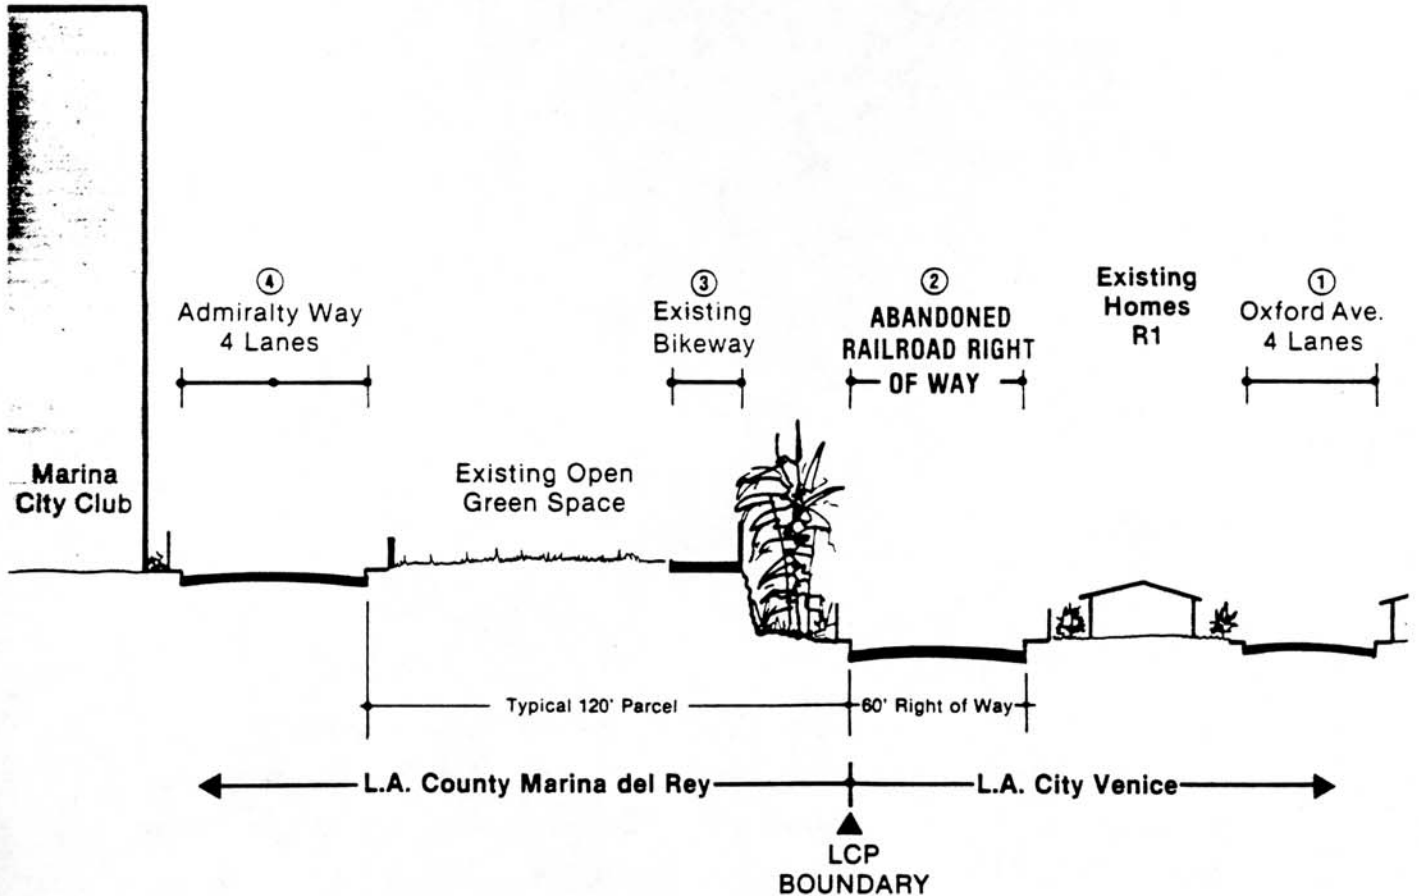 ④
Admiralty Way
4 Lanes
③
Existing
Bikeway
②
ABANDONED
RAILROAD RIGHT
OF WAY
Existing
Homes
R1
①
Oxford Ave.
4 Lanes
Marina
City Club
Existing Open
Green Space
Typical 120' Parcel
60' Right of Way
L.A. County Marina del Rey
L.A. City Venice
LCP
BOUNDARY